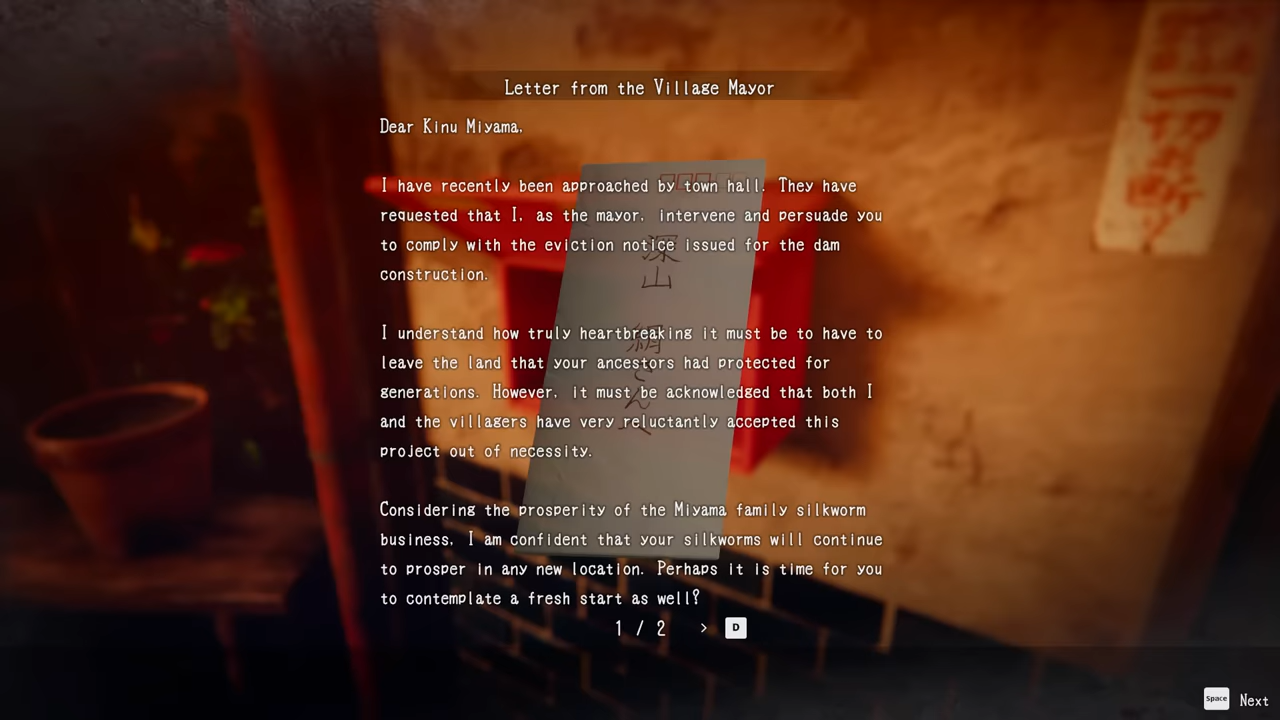 Letter from the Village Mayor
Dear Kinu Miyama,
I have recently been approached by town hall. They have
requested that I, as the mayor, intervene and persuade you
to comply with the eviction notice issued for the dam
construction.
I understand how truly heartbreaking it must be to have to
leave the land that your ancestors had protected for
generations. However, it must be acknowledged that both I
and the villagers have very reluctantly accepted this
project out of necessity.
Considering the prosperity of the Miyama family silkworm
business, I am confident that your silkworms will continue
to prosper in any new location. Perhaps it is time for you
to contemplate a fresh start as well?
1 / 2 > D
Space Next
深山
一切お断り